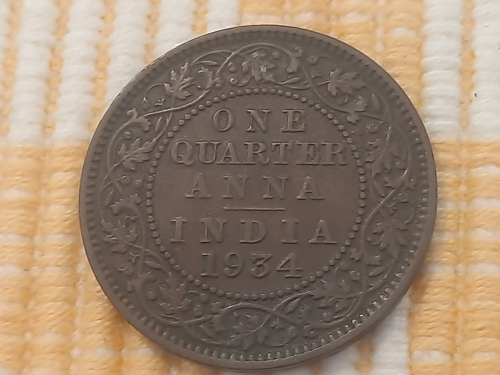 ONE
QUARTER
ANNA
INDIA
1934